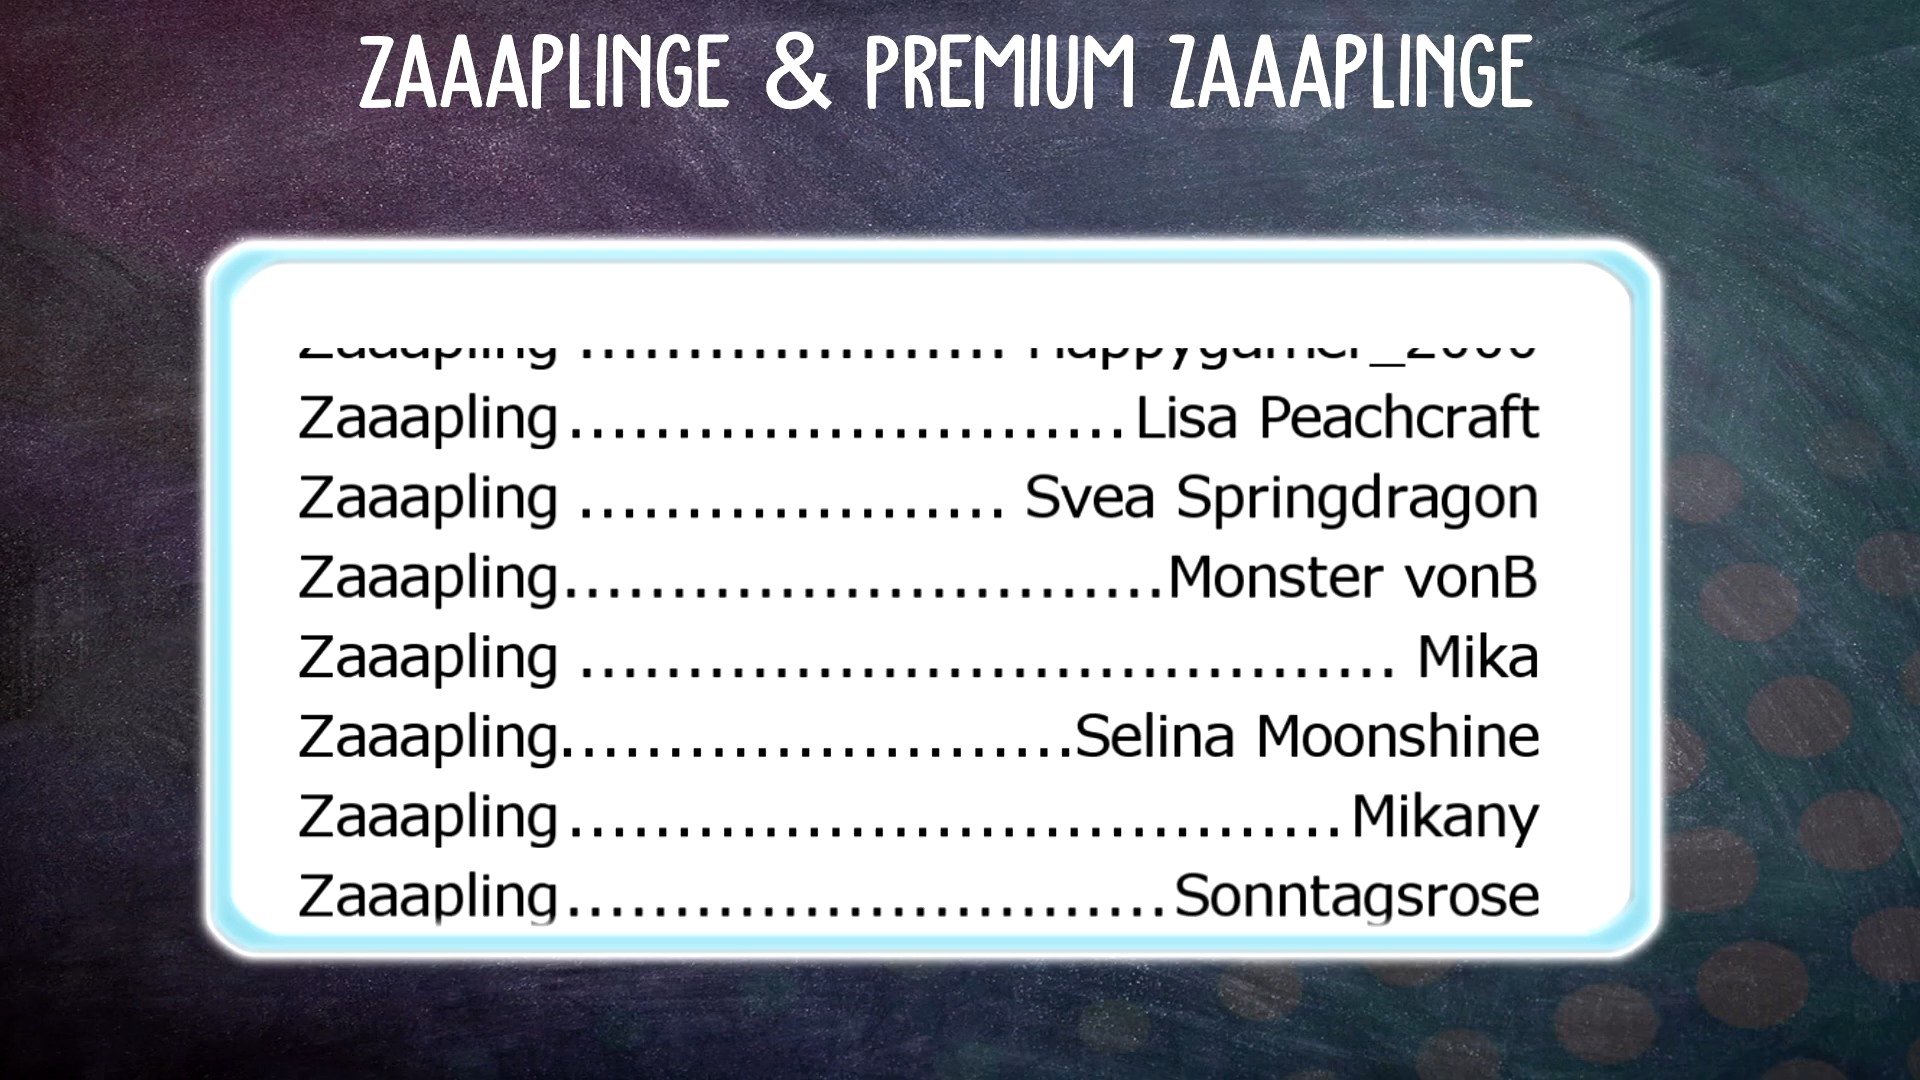 ZAAAPLINGE & PREMIUM ZAAAPLINGE
Zaaapling .................... 
Zaaapling..........................Lisa Peachcraft
Zaaapling .................... Svea Springdragon
Zaaapling............................Monster vonB
Zaaapling ...................................... Mika
Zaaapling........................Selina Moonshine
Zaaapling....................................Mikany
Zaaapling............................Sonntagsrose